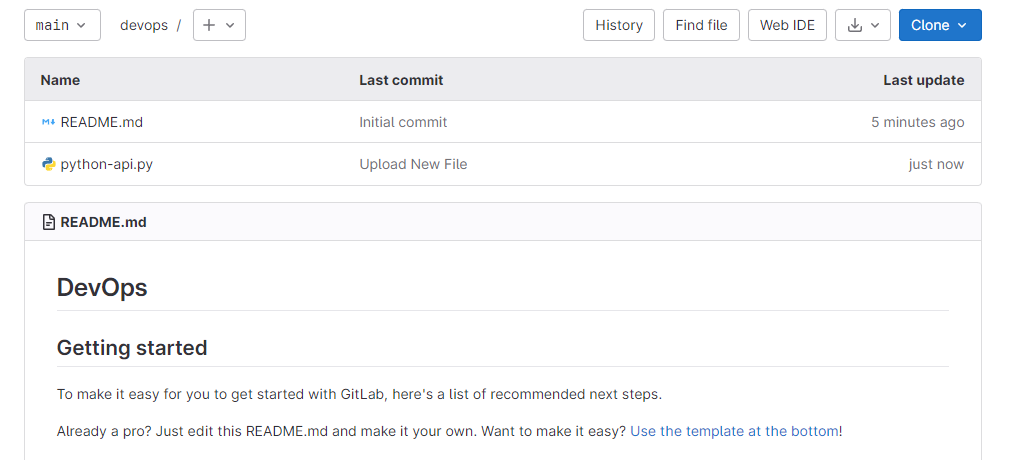 main devops / + History Find file Web IDE Clone
Name Last commit Last update
README.md Initial commit 5 minutes ago
python-api.py Upload New File just now
README.md
DevOps
Getting started
To make it easy for you to get started with GitLab, here's a list of recommended next steps.
Already a pro? Just edit this README.md and make it your own. Want to make it easy? Use the template at the bottom!